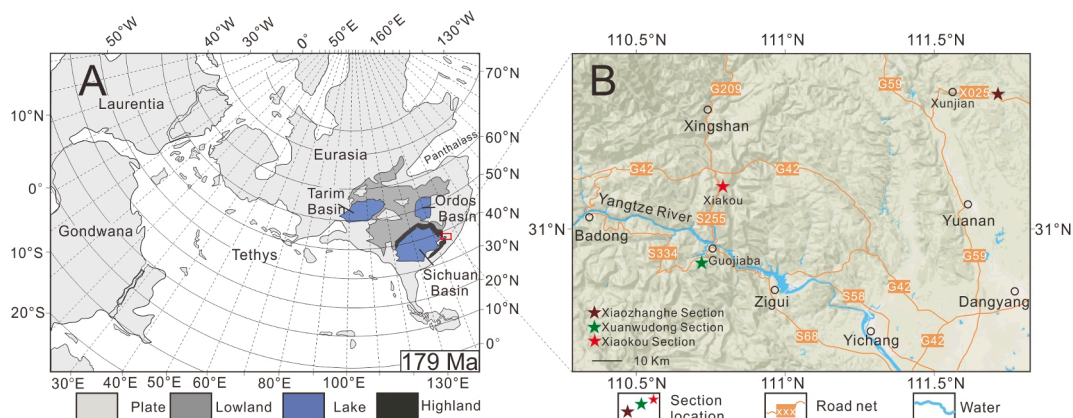 50°W
40°W
30°W
0°
50°E
160°E
130°W
A
70°N
Laurentia
10°N
60°N
Eurasia
Panthalass
50°N
0°
Tarim
Basin
Ordos
Basin
40°N
Gondwana
Tethys
30°N
10°S
Sichuan
Basin
20°N
10°N
20°S
0°
179 Ma
30°E
40°E
50°E
60°E
80°E
100°E
130°E
Plate
Lowland
Lake
Highland
110.5°N
111°N
111.5°N
B
G209
G59
X025
Xunjian
Xingshan
G42
G42
Xiakou
Yangtze River
S255
Yuanan
31°N
31°N
Badong
S334
Guojiaba
G59
G42
Zigui
S58
Dangyang
Xiaozhanghe Section
Xuanwudong Section
Xiaokou Section
S68
Yichang
G42
10 Km
110.5°N
111°N
111.5°N
Section
location
xxx
Road net
Water